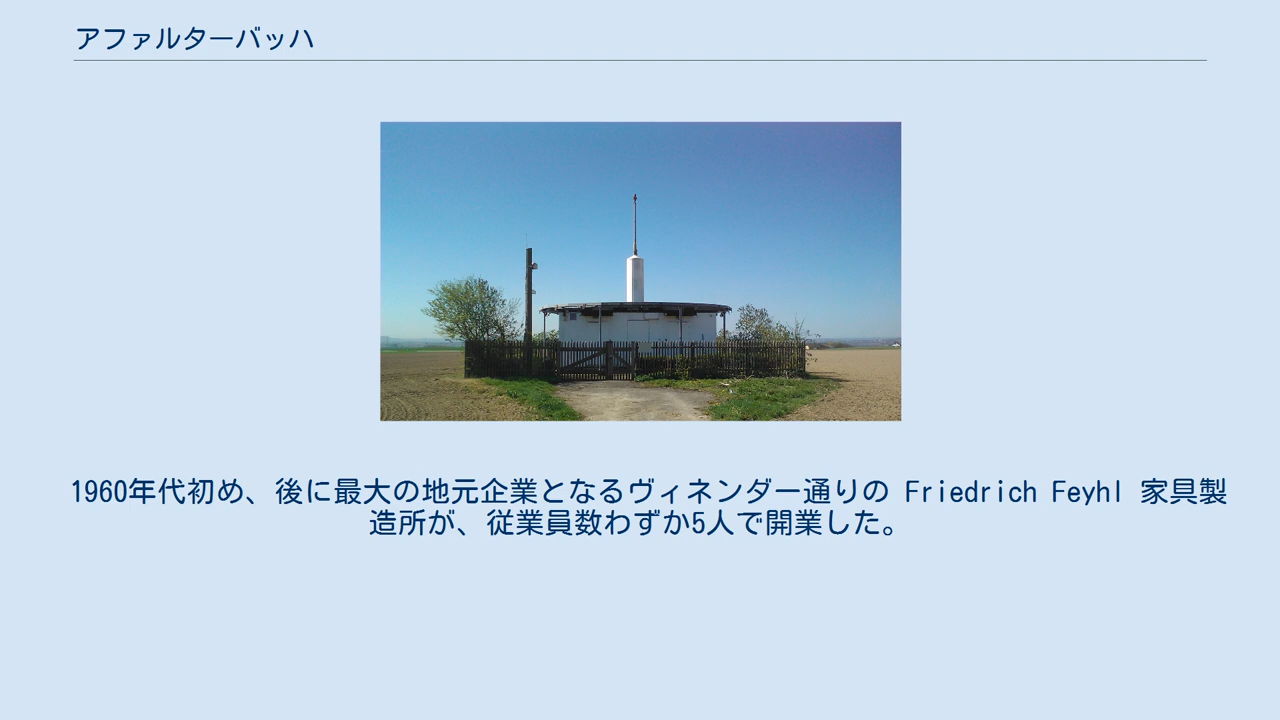 アファルターバッハ
1960年代初め、後に最大の地元企業となるヴィネンダー通りの Friedrich Feyhl 家具製
造所が、従業員数わずか5人で開業した。